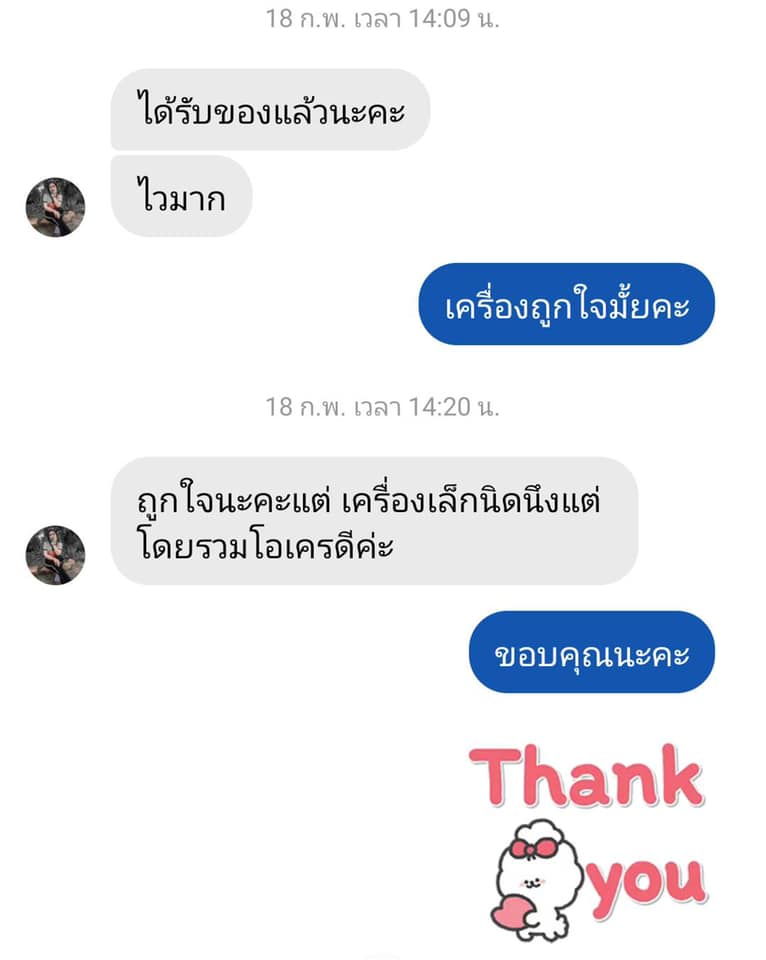 18 ก.พ. เวลา 14:09 น.
ได้รับของแล้วนะคะ
ไวมาก
เครื่องถูกใจมั้ยคะ
18 ก.พ. เวลา 14:20 น.
ถูกใจนะคะแต่ เครื่องเล็กนิดนึงแต่
โดยรวมโอเครดีค่ะ
ขอบคุณนะคะ
Thank
you